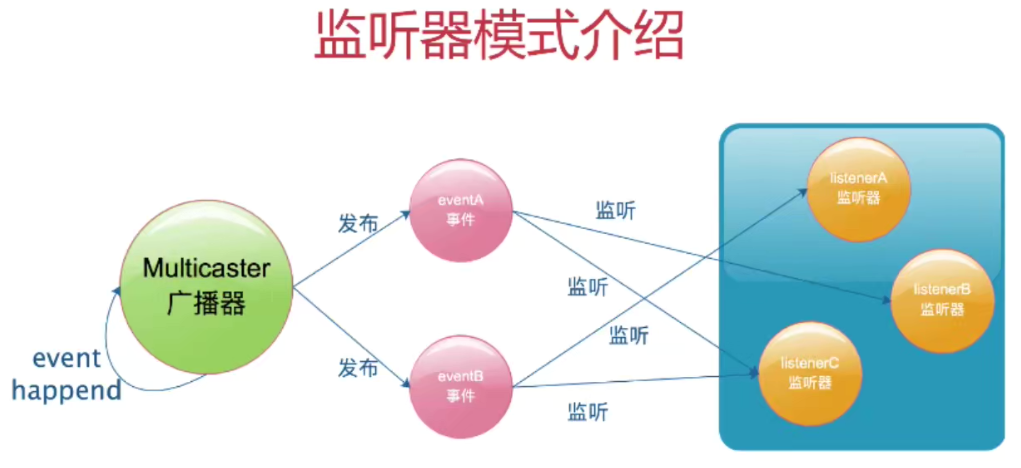 监听器模式介绍
Multicaster
广播器
event
happend
发布
发布
eventA
事件
eventB
事件
监听
监听
监听
监听
listenerA
监听器
listenerB
监听器
listenerC
监听器